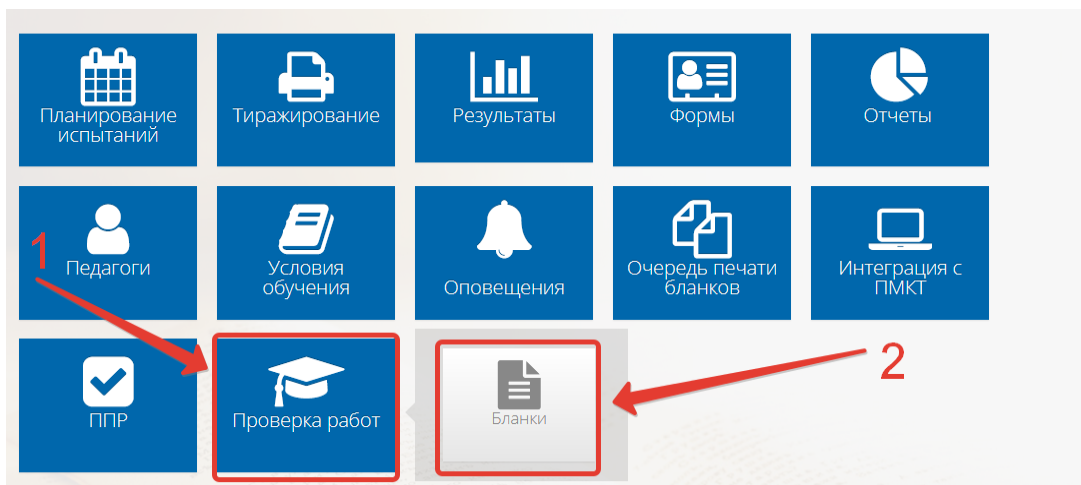 Планирование
испытаний
Тиражирование
Результаты
Формы
Отчеты
1
Педагоги
Условия
обучения
Оповещения
Очередь печати
бланков
Интеграция с
ПМКТ
ППР
Проверка работ
Бланки
2